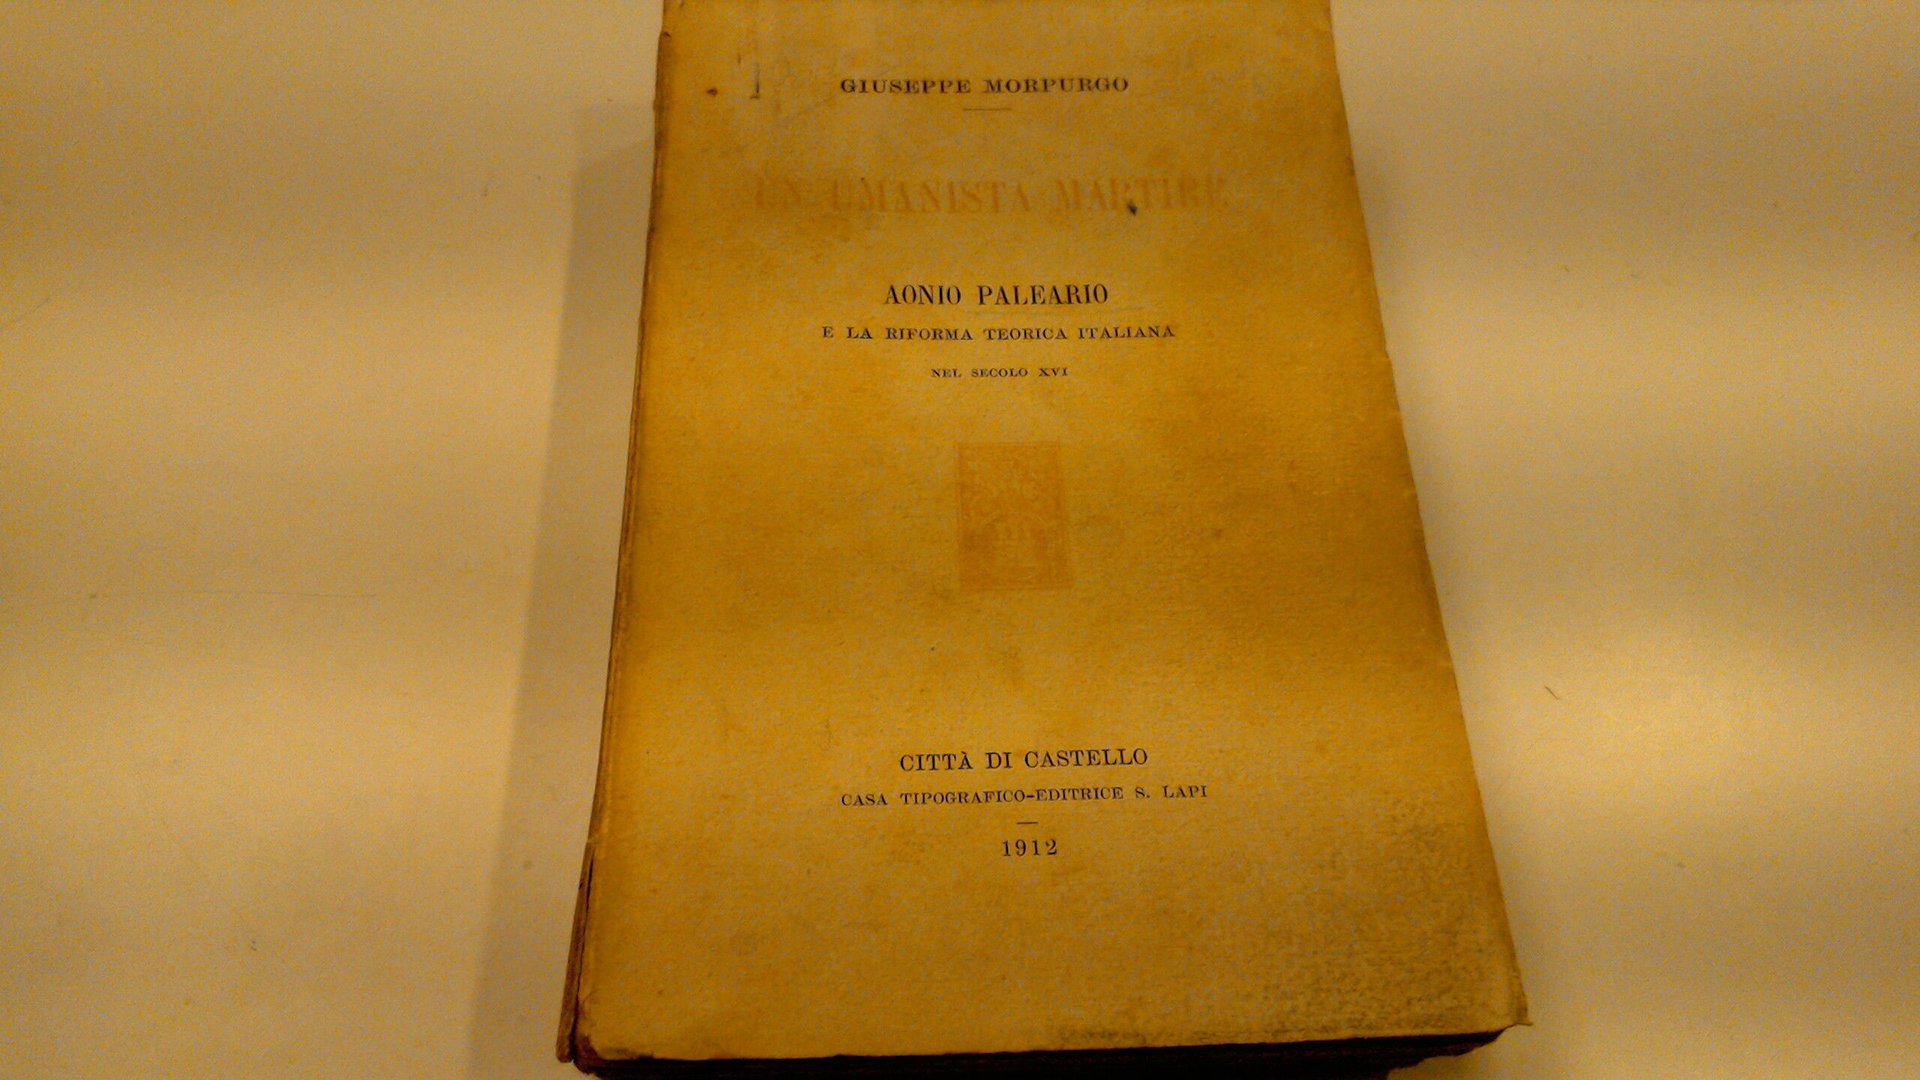 GIUSEPPE MORPURGO
UN UMANISTA MARTIRE
AONIO PALEARIO
E LA RIFORMA TEORICA ITALIANA
NEL SECOLO XVI
CITTÀ DI CASTELLO
CASA TIPOGRAFICO-EDITRICE S. LAPI
1912